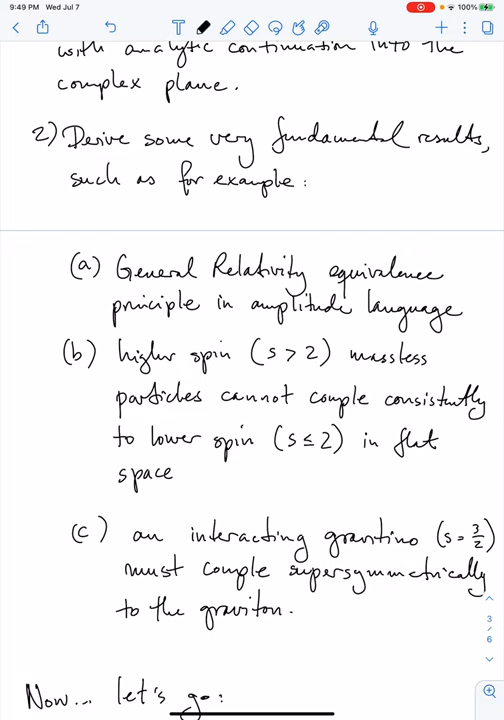 9:49 PM Wed Jul 7
100%
with analytic continuation into the
complex plane.
2) Derive some very fundamental results,
such as for example:
(a) General Relativity equivalence
principle in amplitude language
(b) higher spin (s > 2) massless
particles cannot couple consistently
to lower spin (s ≤ 2) in flat
space
(c) an interacting gravitino (s = 3/2)
must couple supersymmetrically
to the graviton.
3
/
6
Now... let's go: